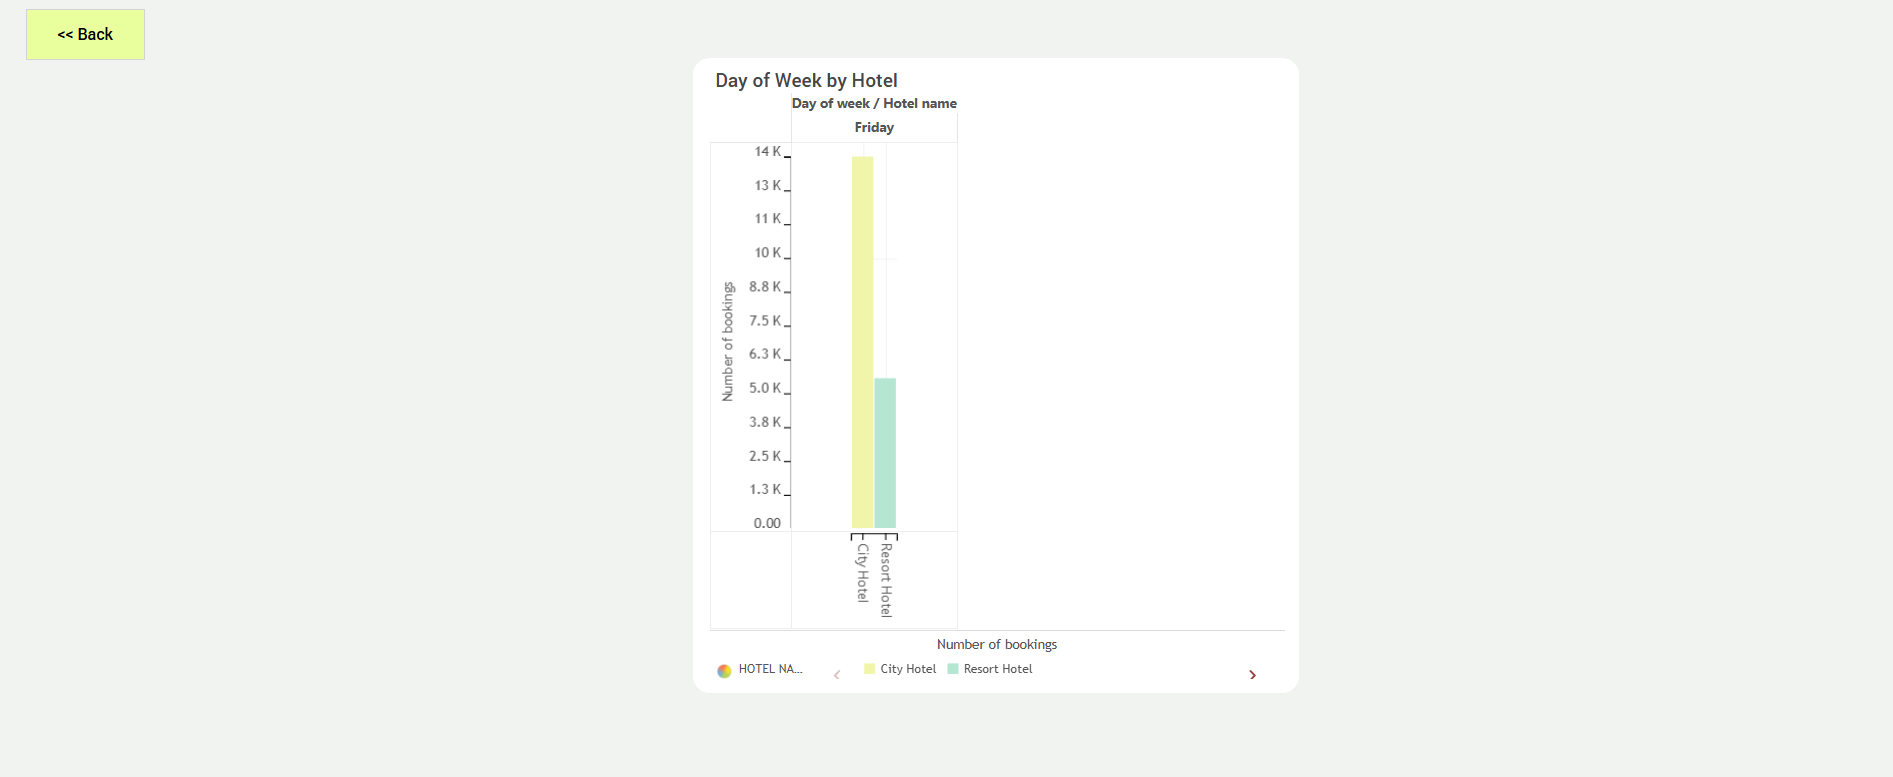 << Back
Day of Week by Hotel
Day of week / Hotel name
Friday
14 K
13 K
11 K
10 K
8.8 K
7.5 K
6.3 K
5.0 K
3.8 K
2.5 K
1.3 K
0.00
Number of bookings
City Hotel
Resort Hotel
Number of bookings
HOTEL NA...
City Hotel
Resort Hotel